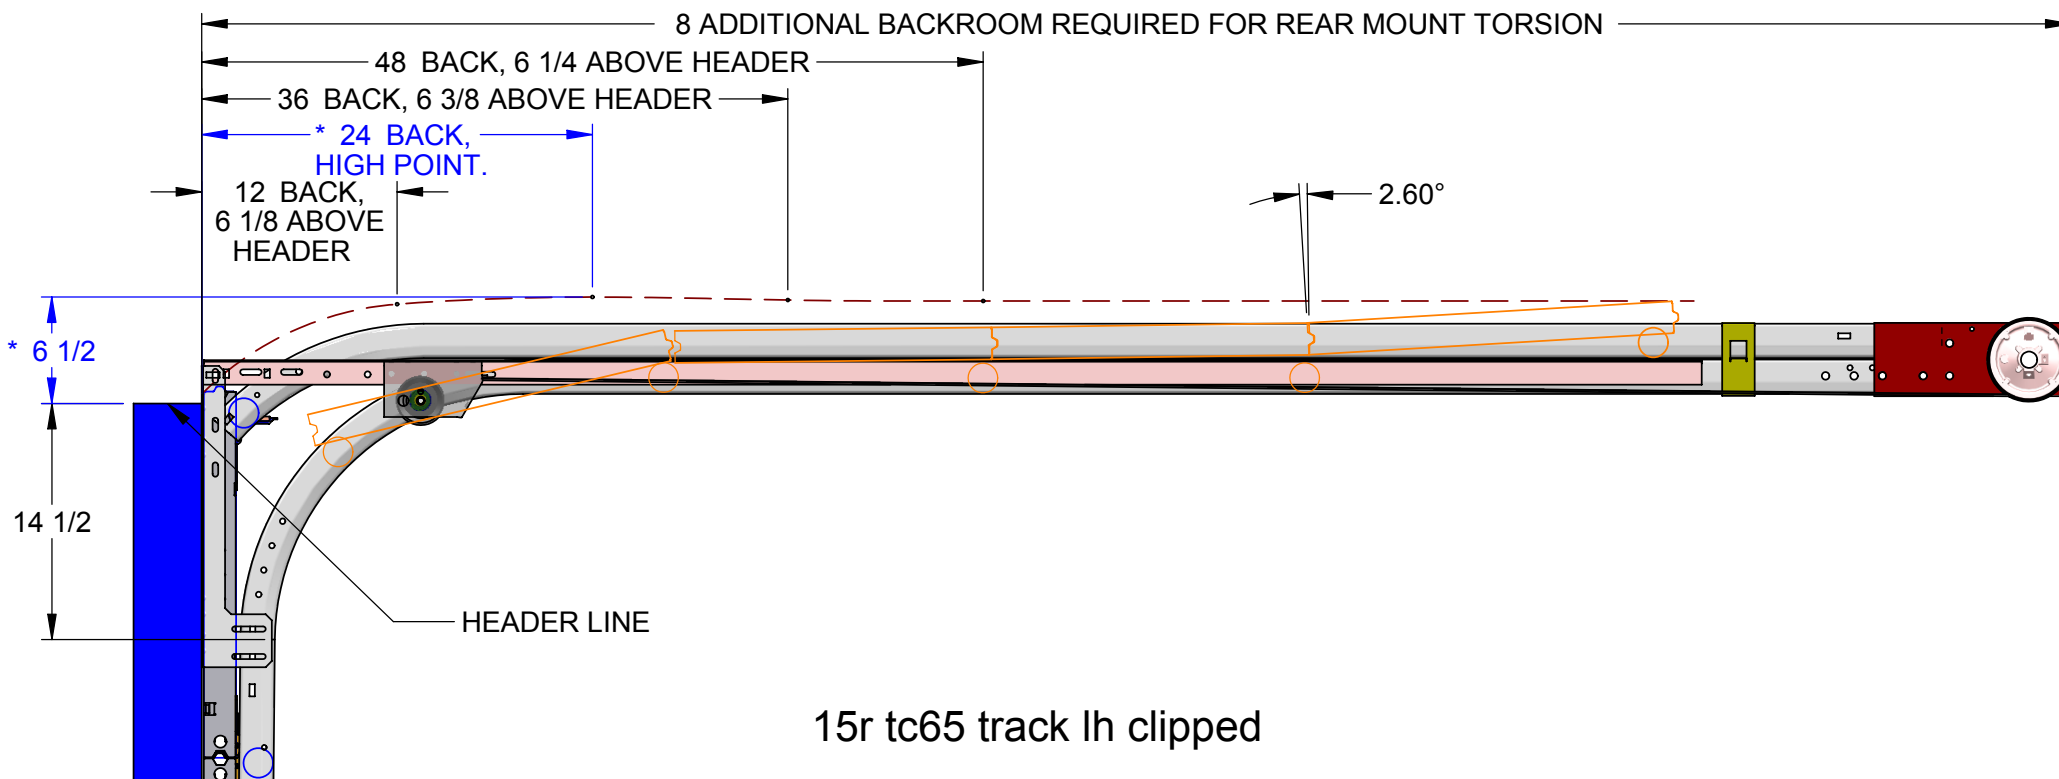 8 ADDITIONAL BACKROOM REQUIRED FOR REAR MOUNT TORSION
48 BACK, 6 1/4 ABOVE HEADER
36 BACK, 6 3/8 ABOVE HEADER
* 24 BACK,
HIGH POINT.
12 BACK,
6 1/8 ABOVE
HEADER
2.60°
* 6 1/2
14 1/2
HEADER LINE
15r tc65 track lh clipped